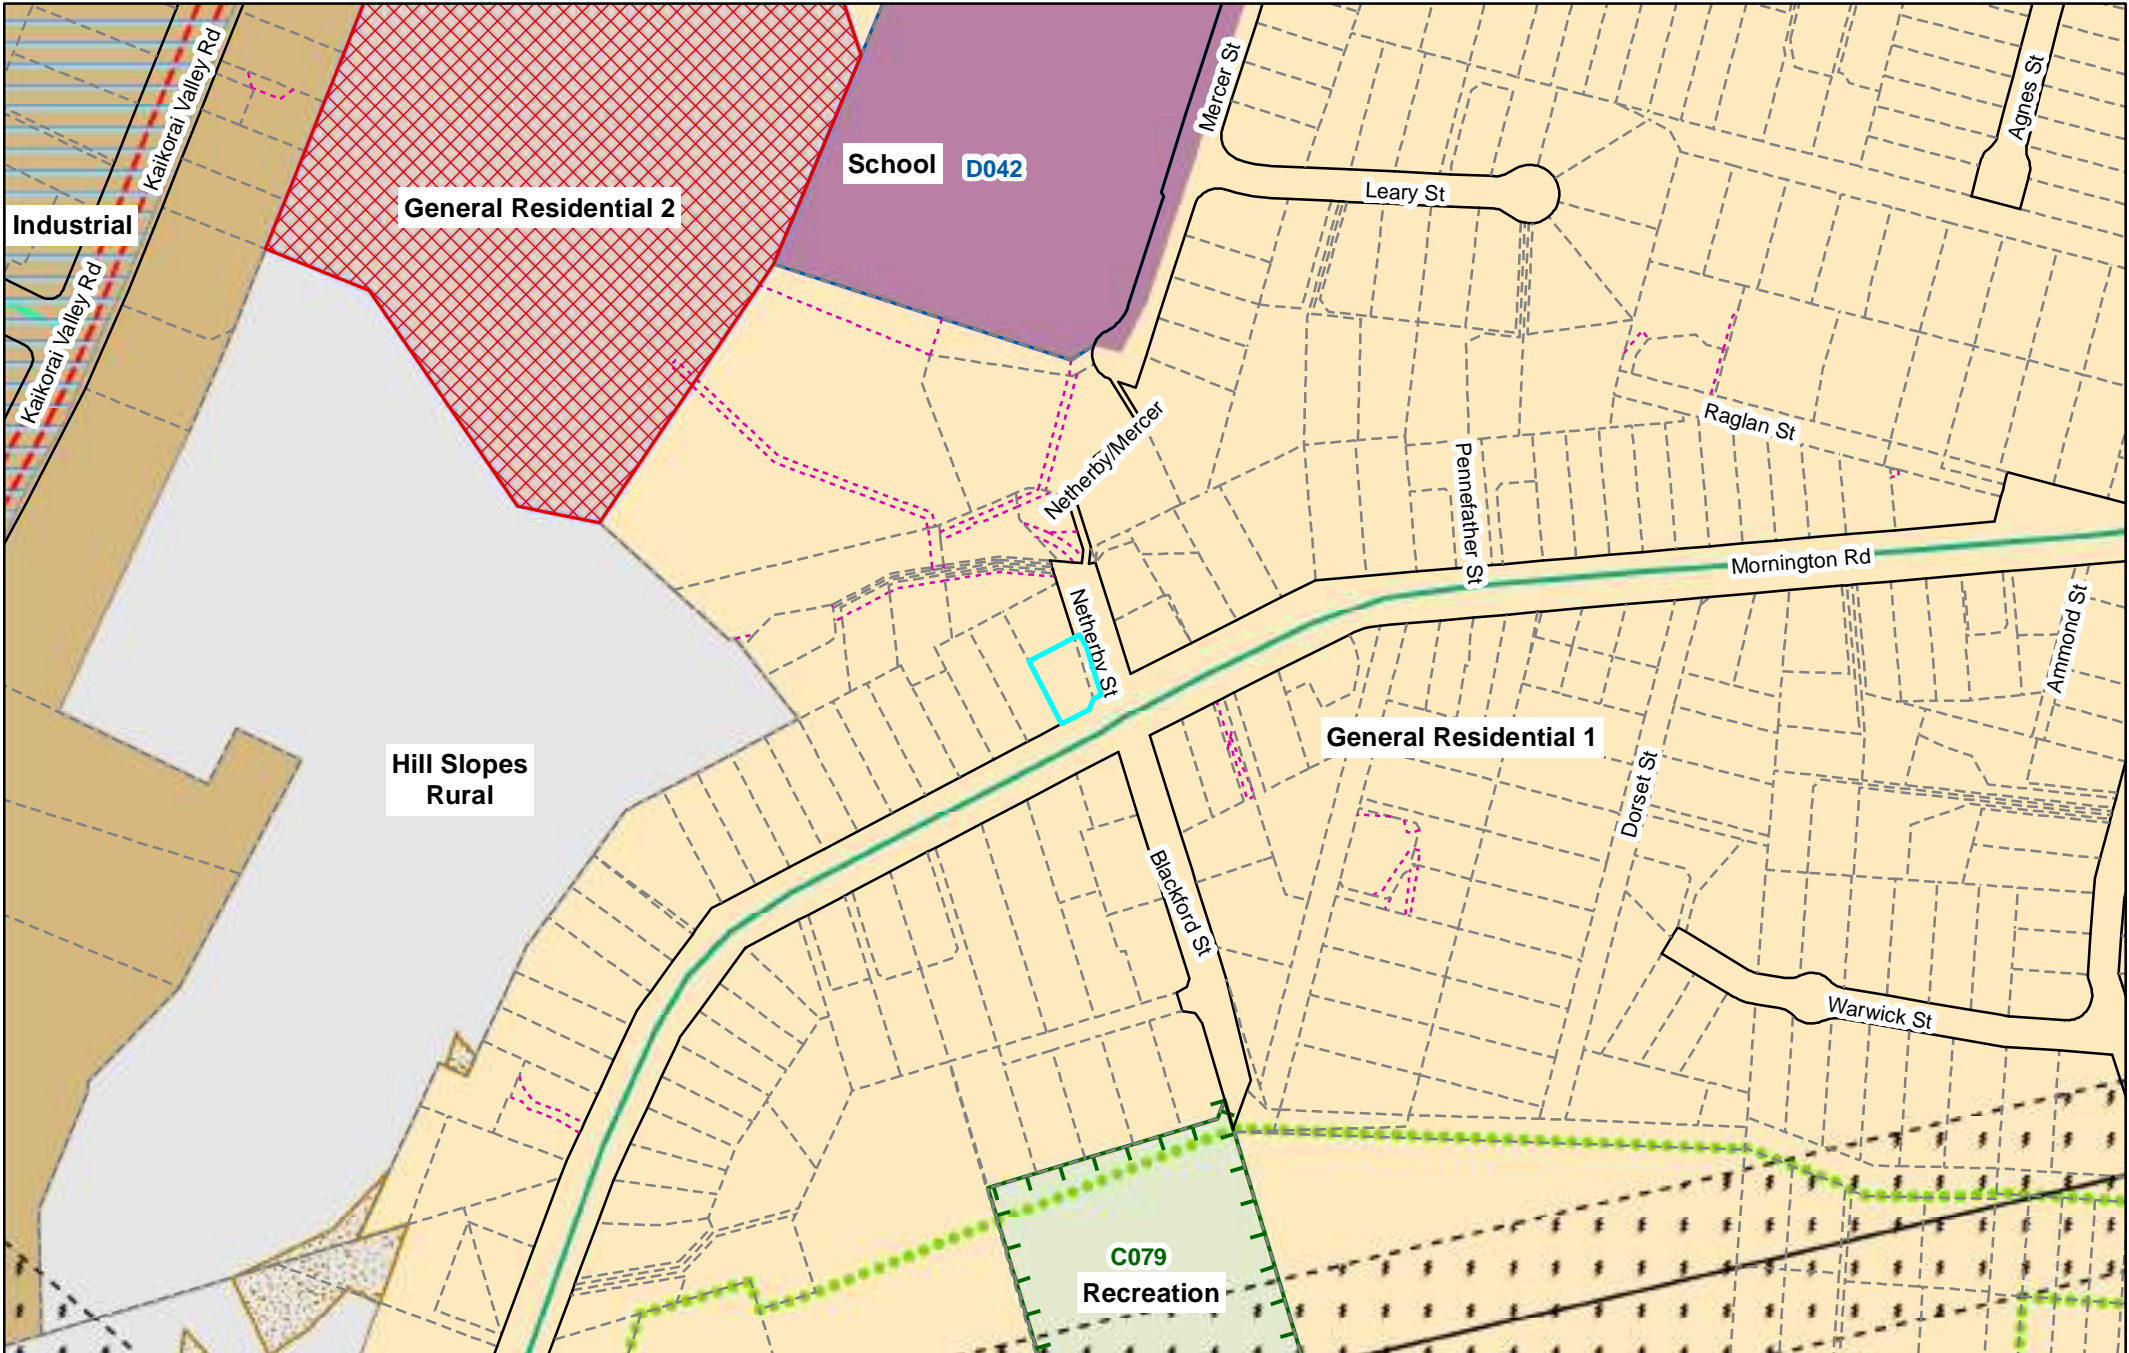 Kaikorai Valley Rd
Mercer St
Agnes St
School
D042
Leary St
General Residential 2
Industrial
Kaikorai Valley Rd
Raglan St
Netherby/Mercer
Pennefather St
Mornington Rd
Netherby St
Ammond St
General Residential 1
Hill Slopes
Rural
Dorset St
Blackford St
Warwick St
C079
Recreation